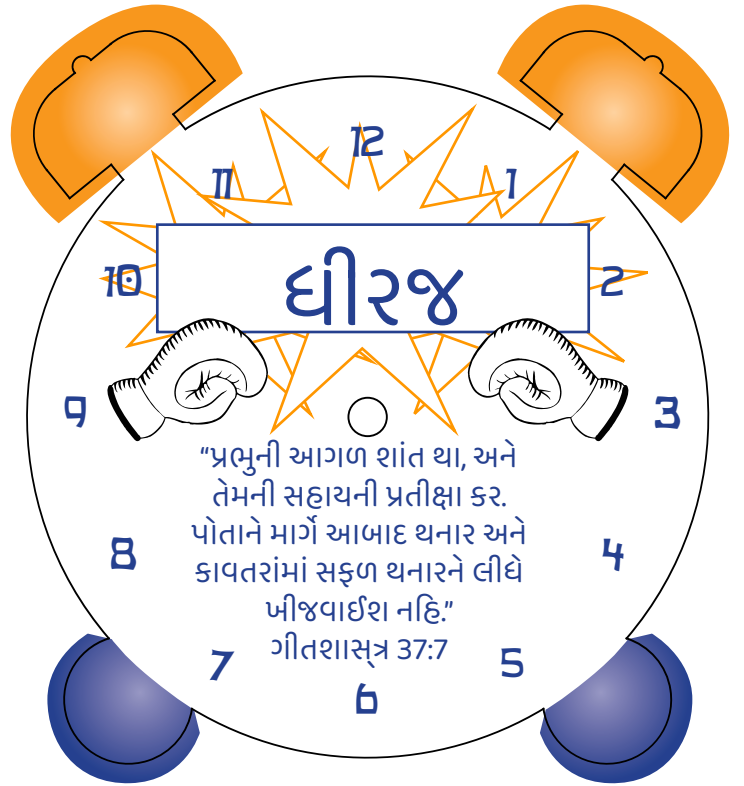 12
11
1
10
ધીરજ
2
9
3
“પ્રભુની આગળ શાંત થા, અને
તેમની સહાયની પ્રતીક્ષા કર.
પોતાને માર્ગે આબાદ થનાર અને
કાવતરાંમાં સફળ થનારને લીધે
ખીજવાઈશ નહિ.”
ગીતશાસ્ત્ર 37:7
8
4
7
5
6